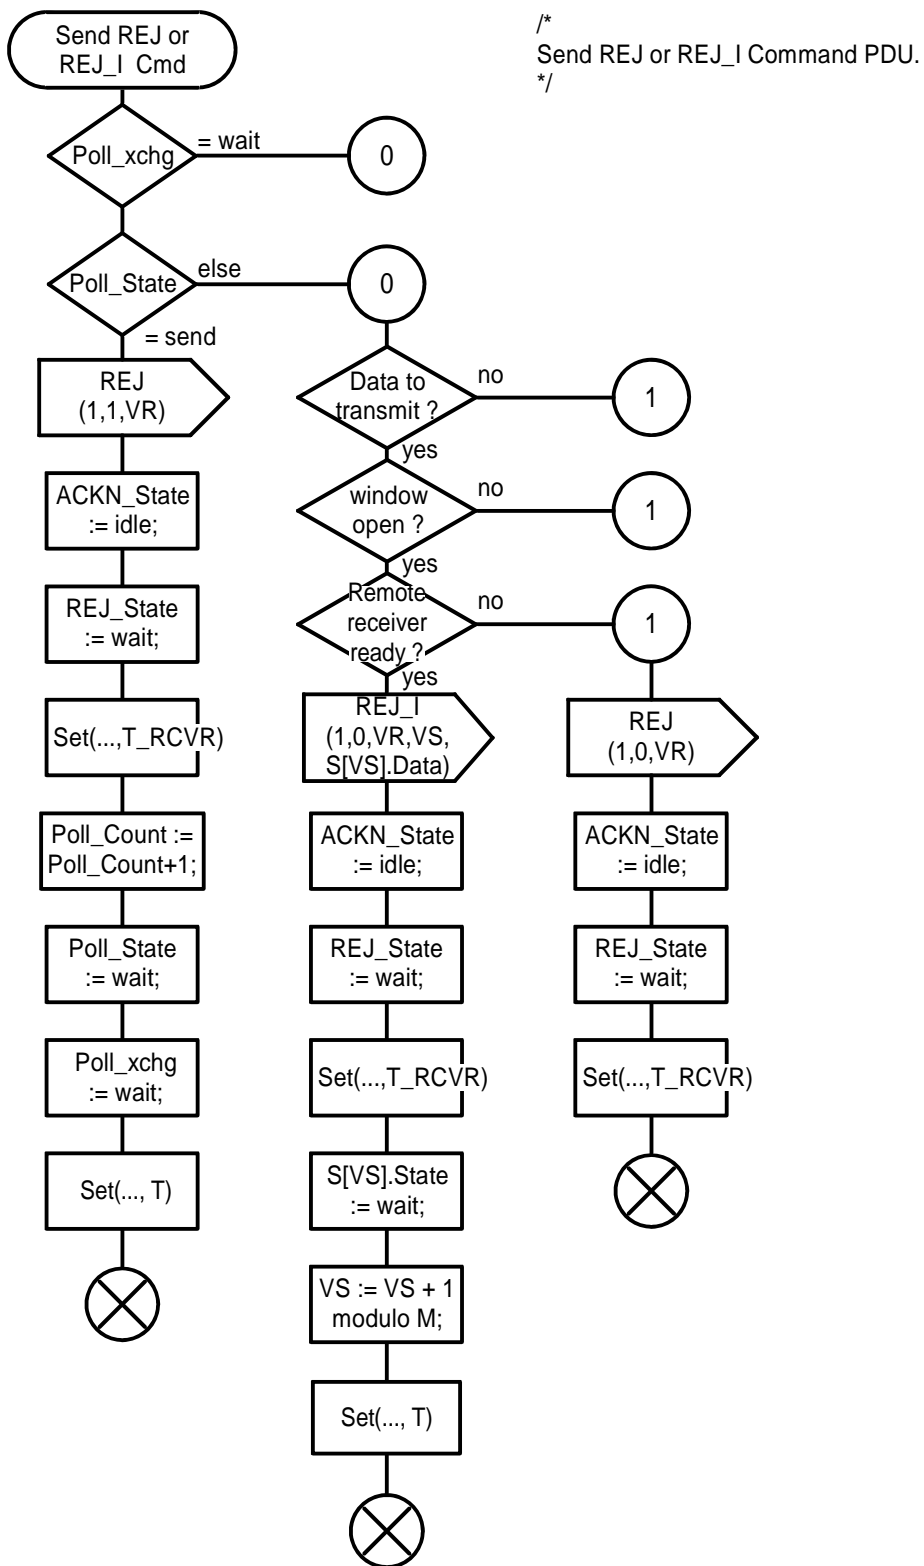 Send REJ or
REJ_I Cmd
/*
Send REJ or REJ_I Command PDU.
*/
Poll_xchg
= wait
0
Poll_State
else
0
= send
REJ
(1,1,VR)
ACKN_State
:= idle;
REJ_State
:= wait;
Set(...,T_RCVR)
Poll_Count :=
Poll_Count+1;
Poll_State
:= wait;
Poll_xchg
:= wait;
Set(..., T)
Data to
transmit ?
no
1
yes
window
open ?
no
1
yes
Remote
receiver
ready ?
no
1
yes
REJ_I
(1,0,VR,VS,
S[VS].Data)
ACKN_State
:= idle;
REJ_State
:= wait;
Set(...,T_RCVR)
S[VS].State
:= wait;
VS := VS + 1
modulo M;
Set(..., T)
REJ
(1,0,VR)
ACKN_State
:= idle;
REJ_State
:= wait;
Set(...,T_RCVR)